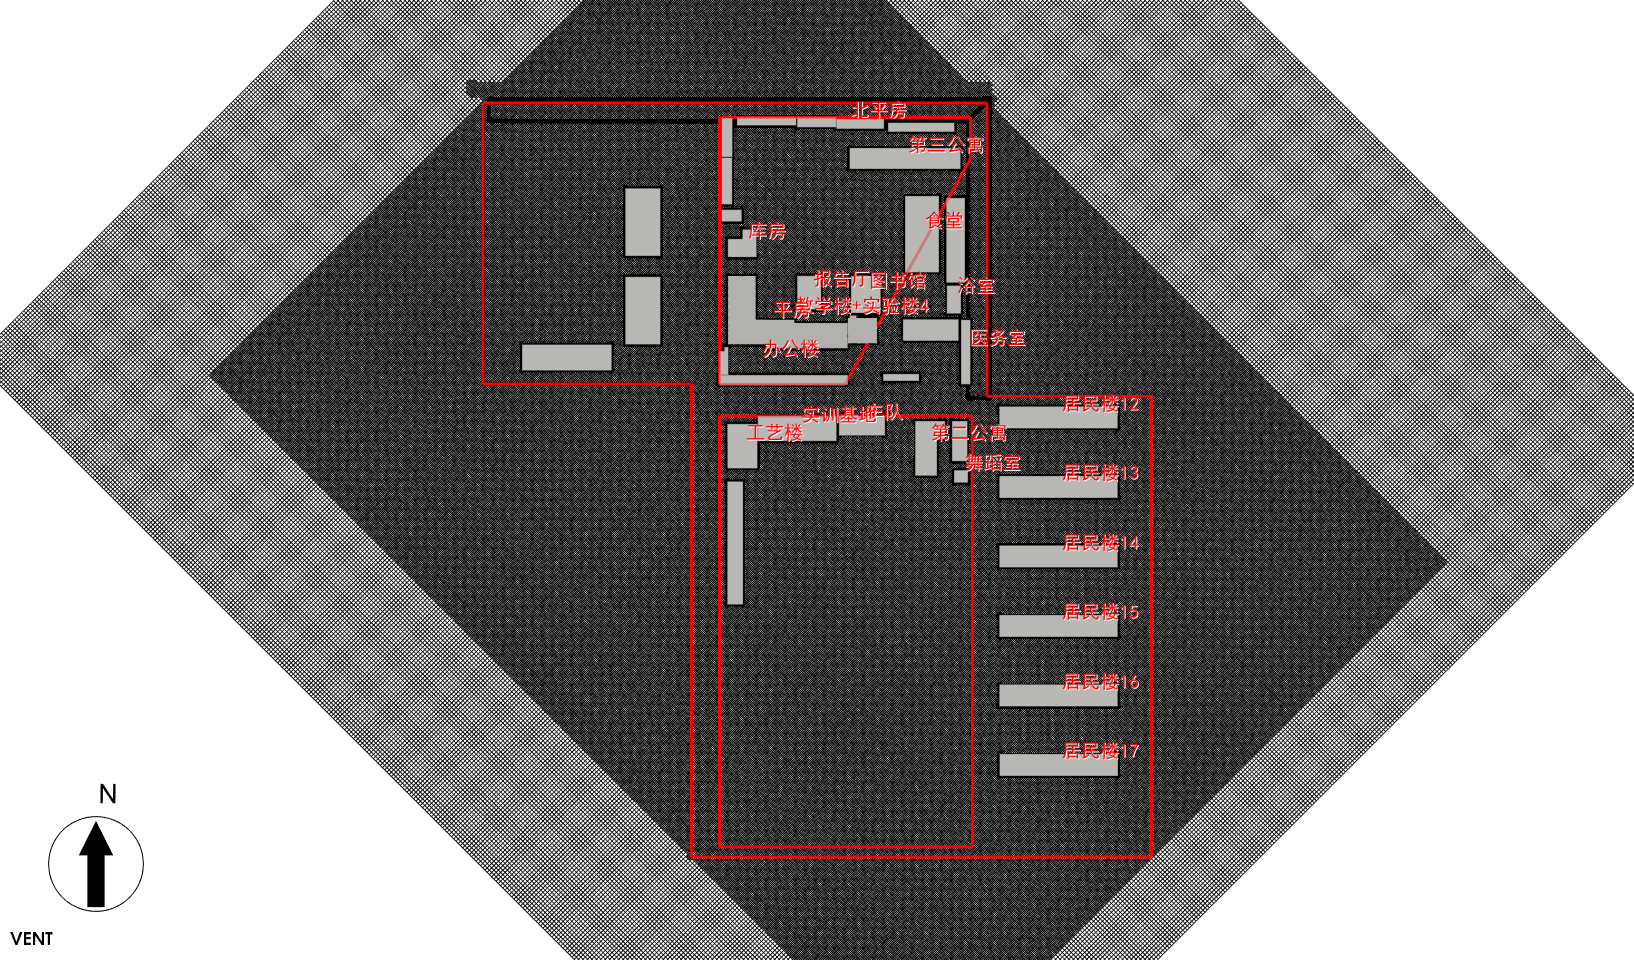 北平房
第三公寓
食堂
库房
报告厅图书馆
浴室
教学楼+实验楼4
平房
医务室
办公楼
居民楼12
实训基地
车队
工艺楼
第二公寓
舞蹈室
居民楼13
居民楼14
居民楼15
居民楼16
居民楼17
N
VENT